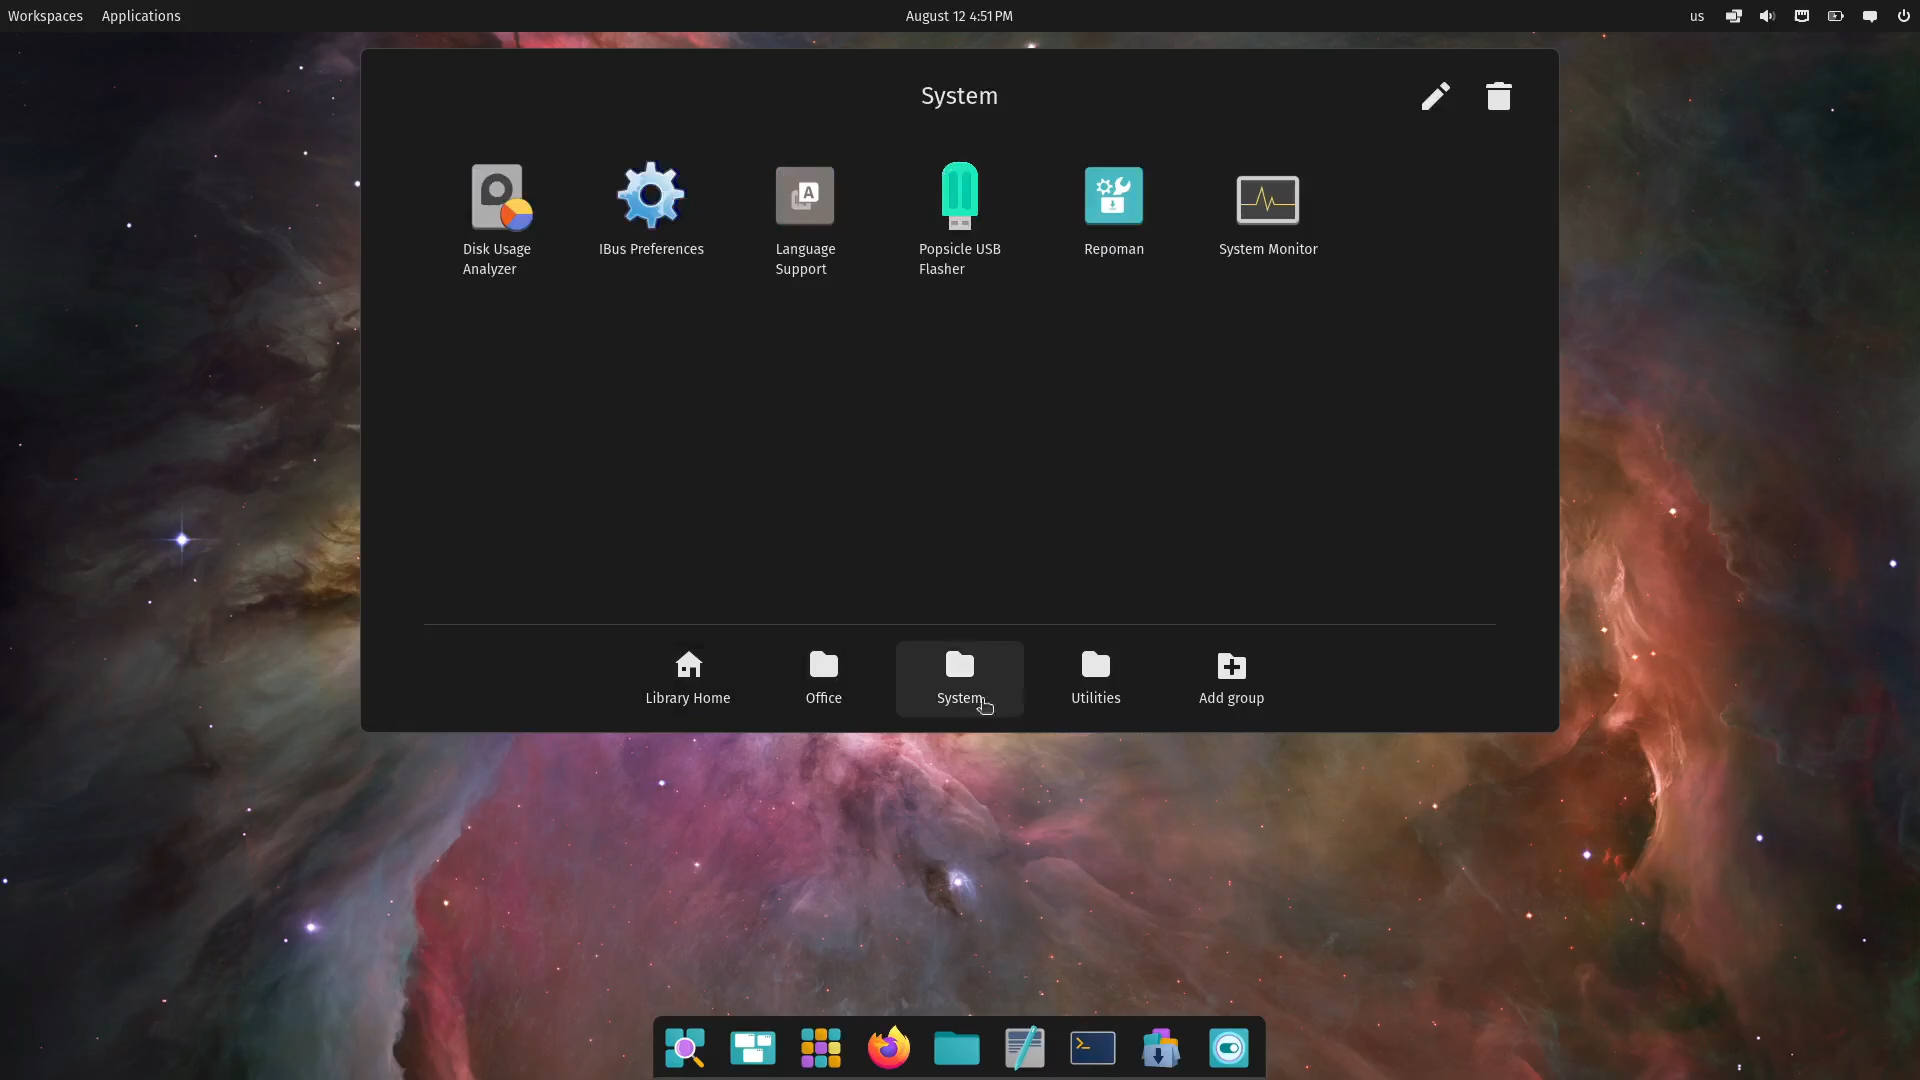 Workspaces Applications August 12 4:51 PM us
System
Disk Usage
Analyzer
IBus Preferences
Language
Support
Popsicle USB
Flasher
Repoman
System Monitor
Library Home
Office
System
Utilities
Add group